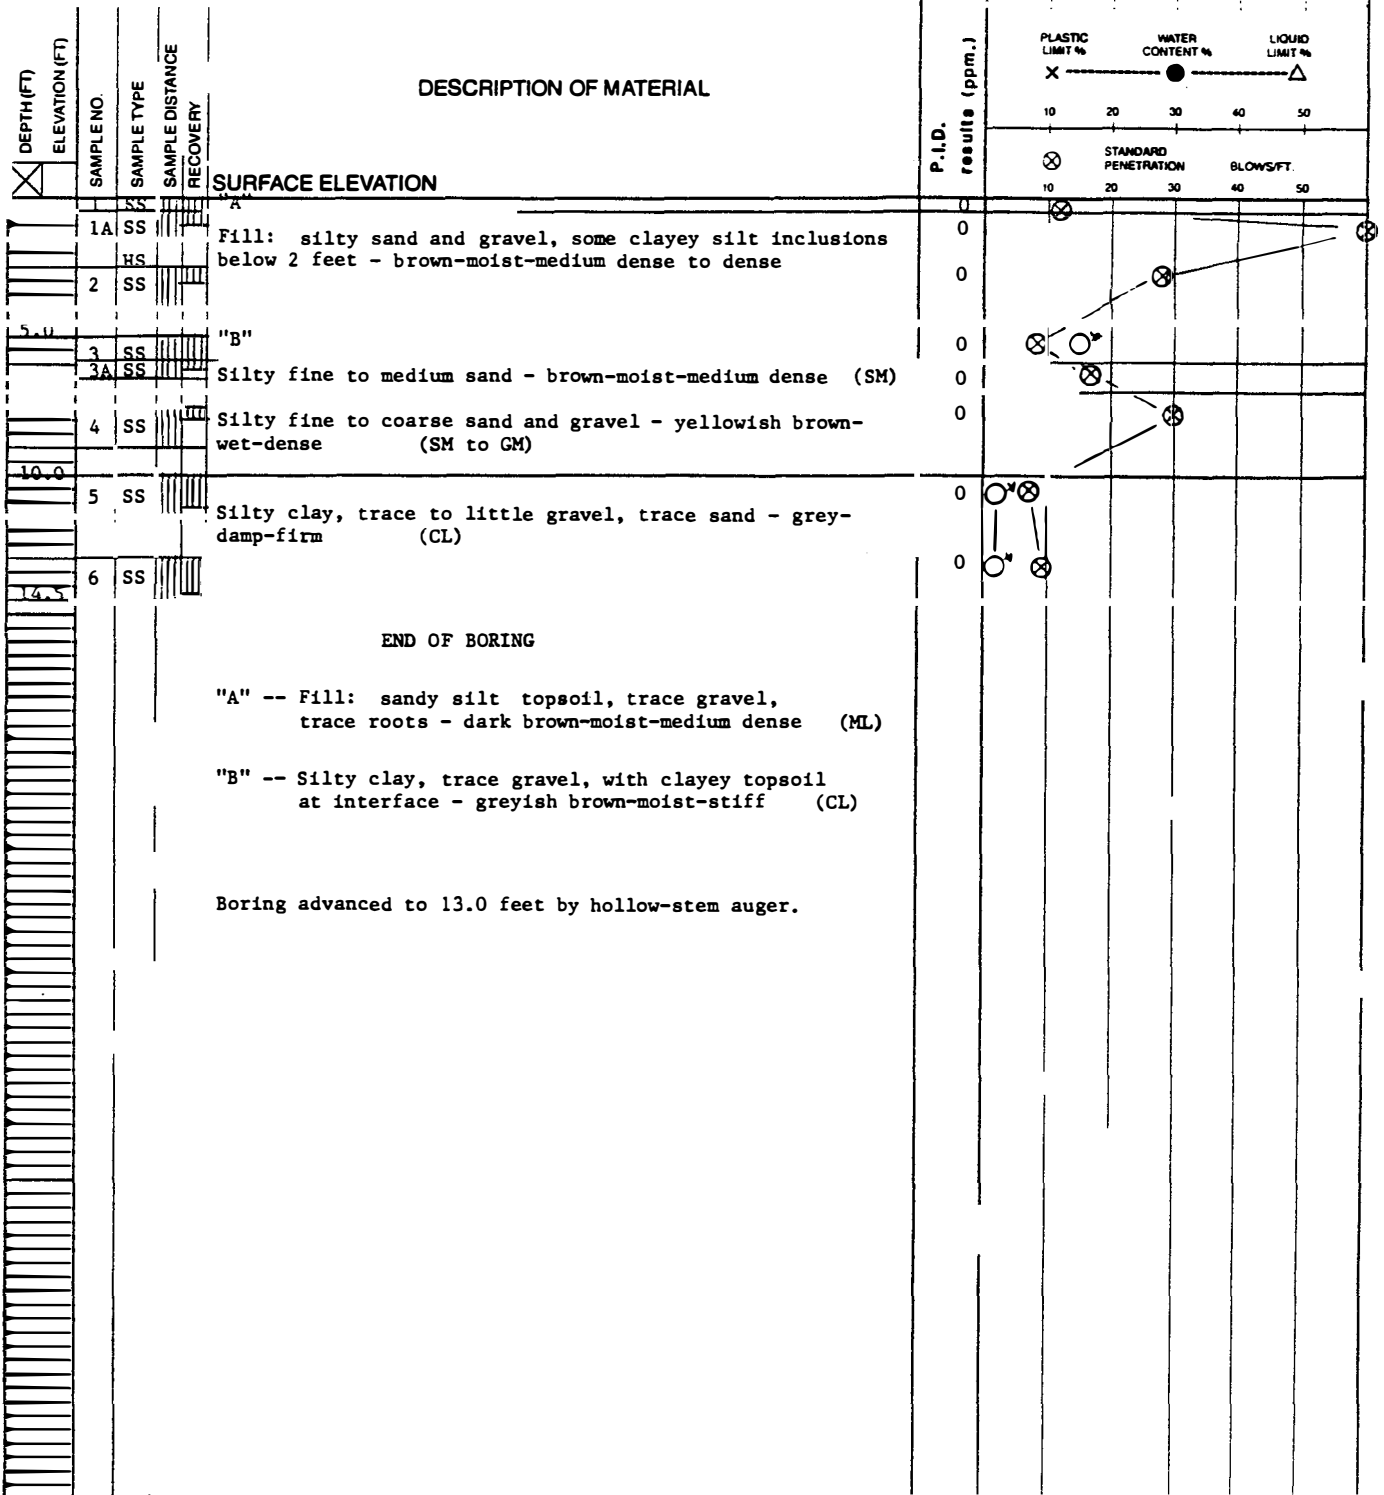 DEPTH (FT)
ELEVATION (FT)
SAMPLE NO.
SAMPLE TYPE
SAMPLE DISTANCE
RECOVERY
DESCRIPTION OF MATERIAL
SURFACE ELEVATION
P.I.D.
results (ppm.)
PLASTIC LIMIT %
WATER CONTENT %
LIQUID LIMIT %
10 20 30 40 50
STANDARD PENETRATION BLOWS/FT.
10 20 30 40 50
1 SS "A" 0
1A SS 0
Fill: silty sand and gravel, some clayey silt inclusions
HS below 2 feet - brown-moist-medium dense to dense
2 SS 0
5.0 "B"
3 SS 0
3A SS Silty fine to medium sand - brown-moist-medium dense (SM) 0
4 SS Silty fine to coarse sand and gravel - yellowish brown- 0
wet-dense (SM to GM)
10.0
5 SS 0
Silty clay, trace to little gravel, trace sand - grey-
damp-firm (CL)
6 SS 0
14.5
END OF BORING
"A" -- Fill: sandy silt topsoil, trace gravel,
trace roots - dark brown-moist-medium dense (ML)
"B" -- Silty clay, trace gravel, with clayey topsoil
at interface - greyish brown-moist-stiff (CL)
Boring advanced to 13.0 feet by hollow-stem auger.